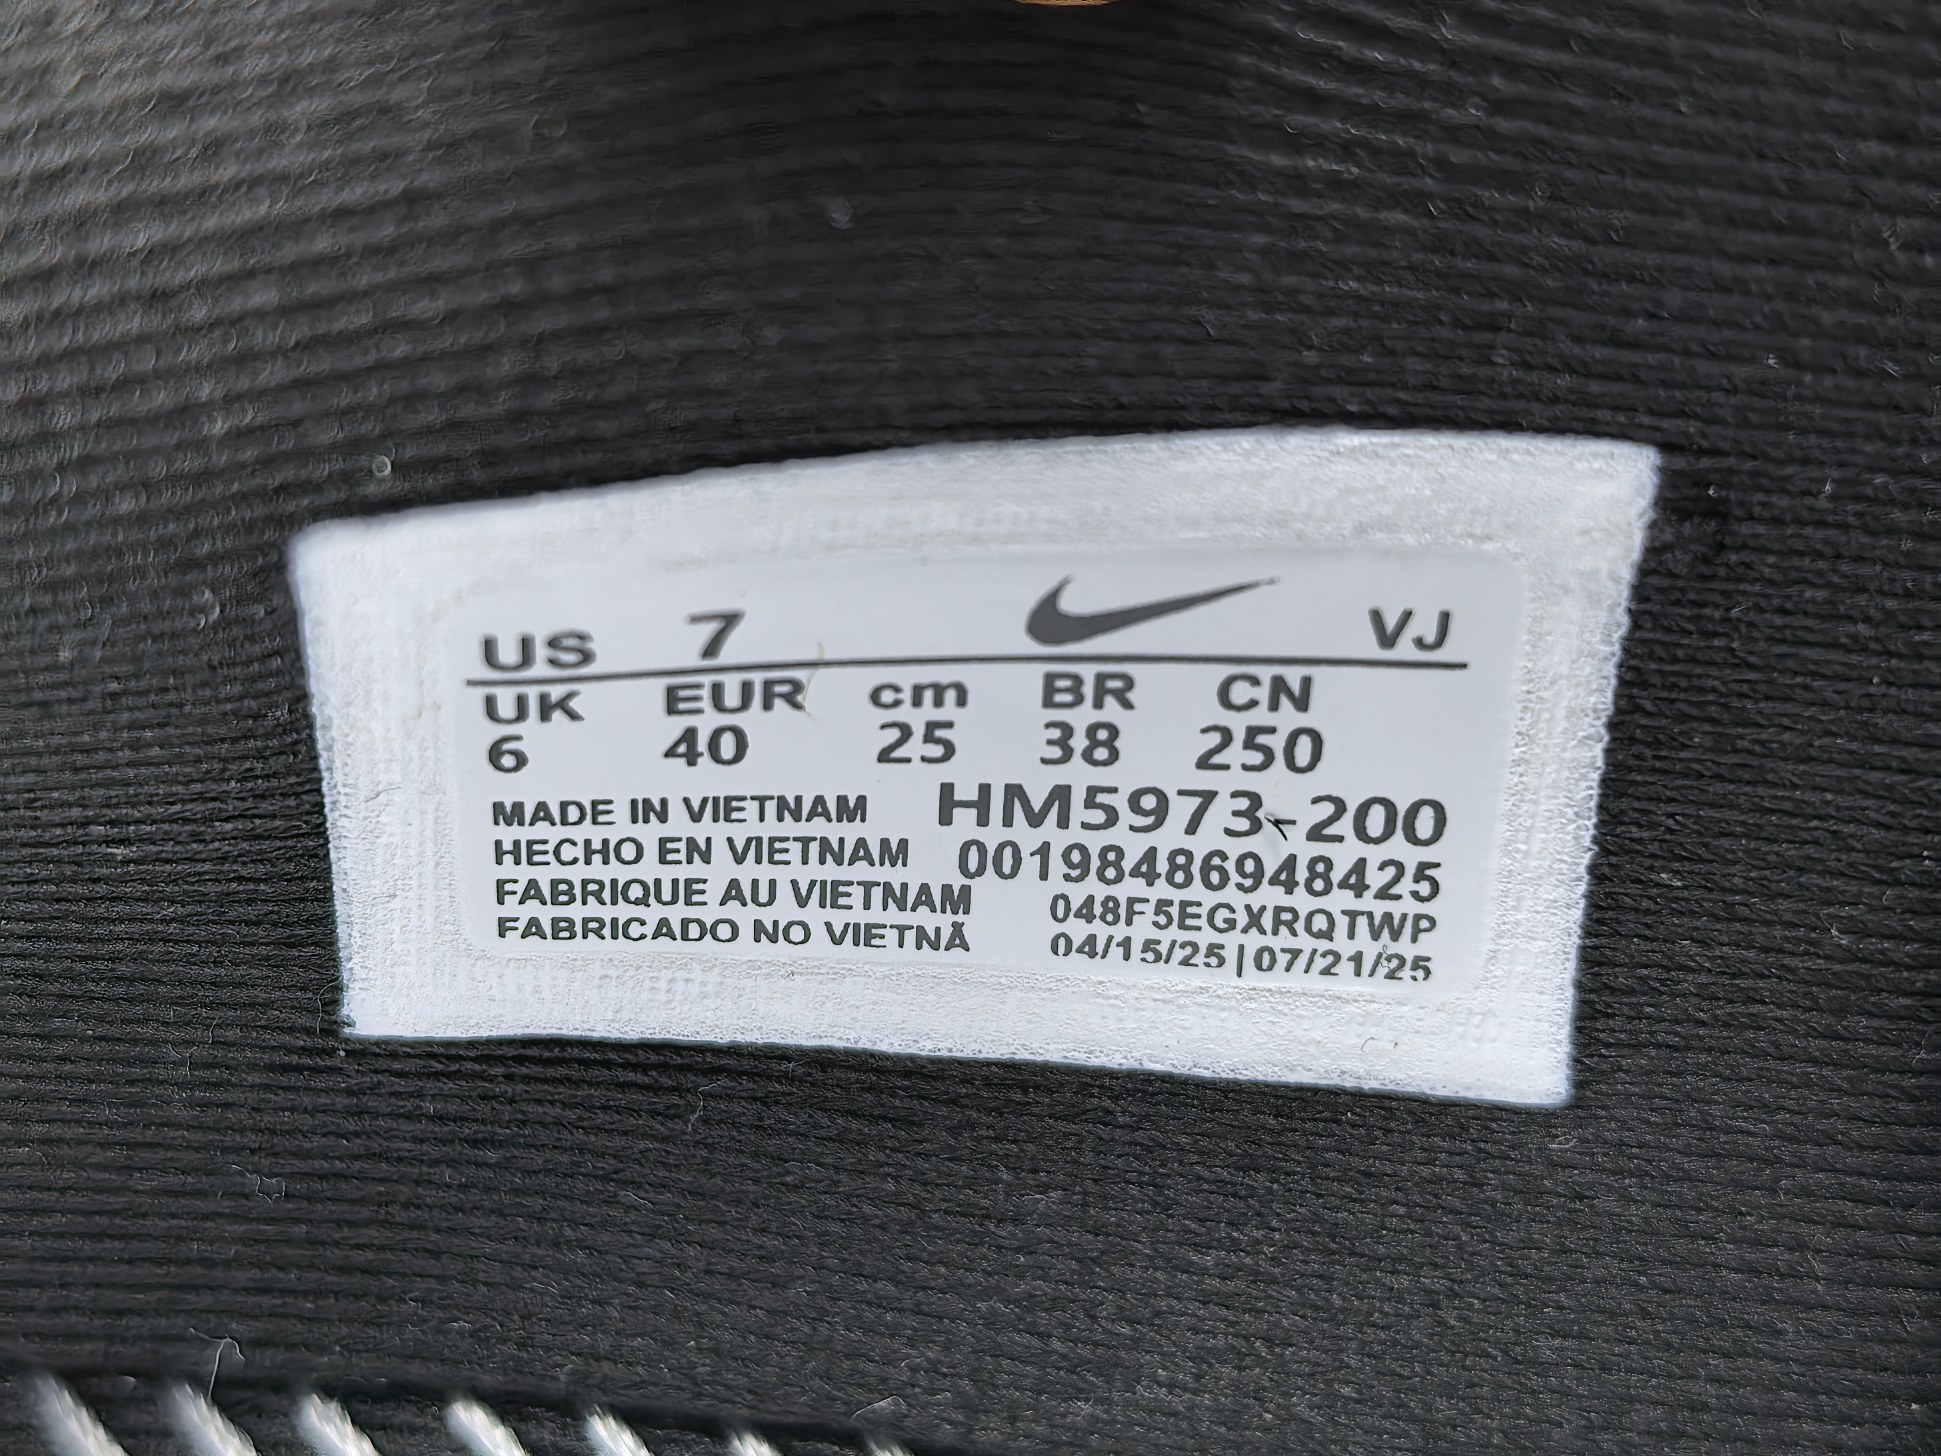 US 7 VJ
UK EUR cm BR CN
6 40 25 38 250
MADE IN VIETNAM HM5973-200
HECHO EN VIETNAM 00198486948425
FABRIQUE AU VIETNAM 048F5EGXRQTWP
FABRICADO NO VIETNÃ 04/15/25|07/21/25